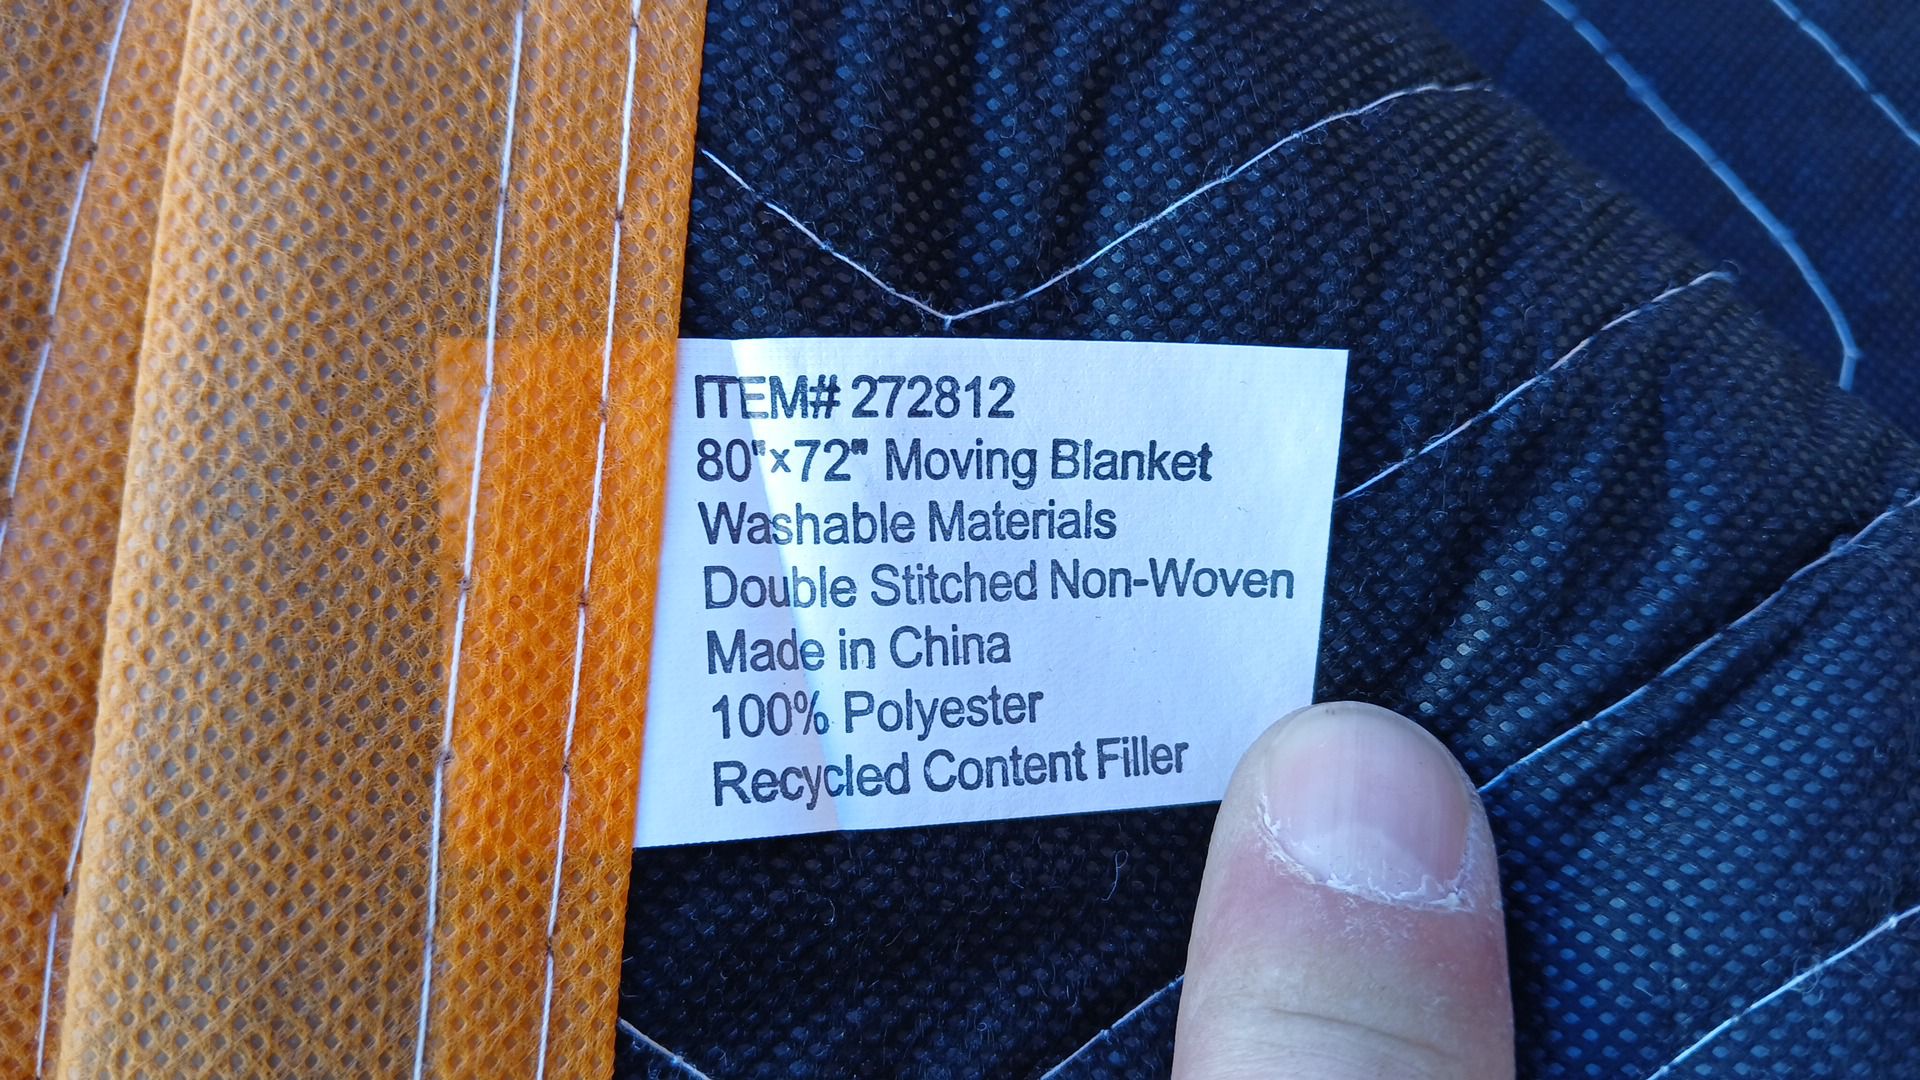 ITEM# 272812
80"×72" Moving Blanket
Washable Materials
Double Stitched Non-Woven
Made in China
100% Polyester
Recycled Content Filler